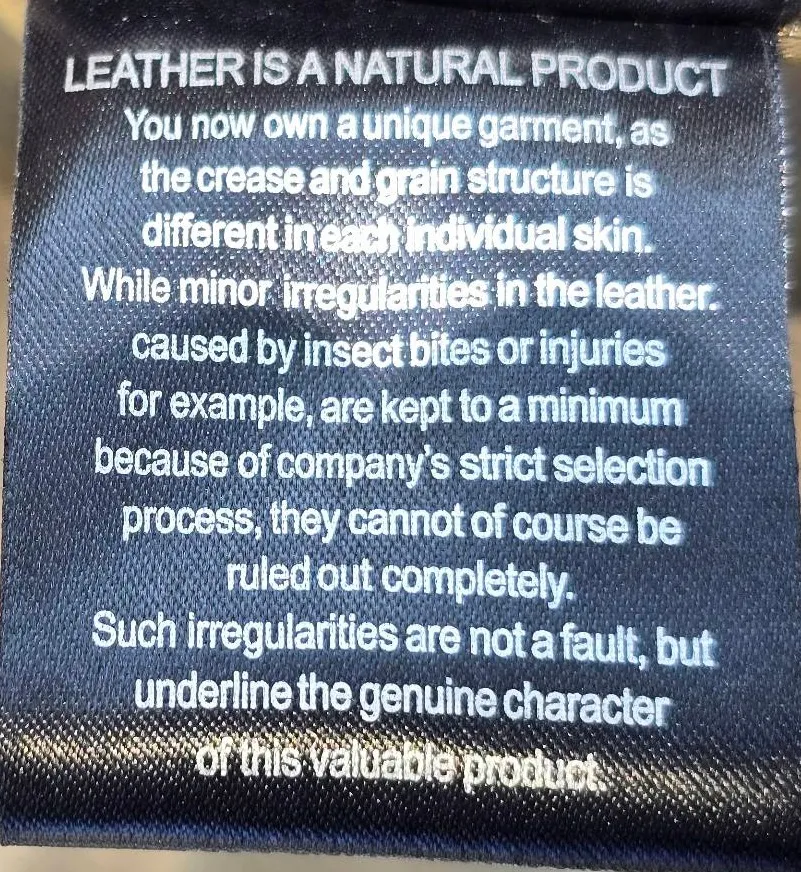 LEATHER IS A NATURAL PRODUCT
You now own a unique garment, as
the crease and grain structure is
different in each individual skin.
While minor irregularities in the leather.
caused by insect bites or injuries
for example, are kept to a minimum
because of company's strict selection
process, they cannot of course be
ruled out completely.
Such irregularities are not a fault, but
underline the genuine character
of this valuable product.